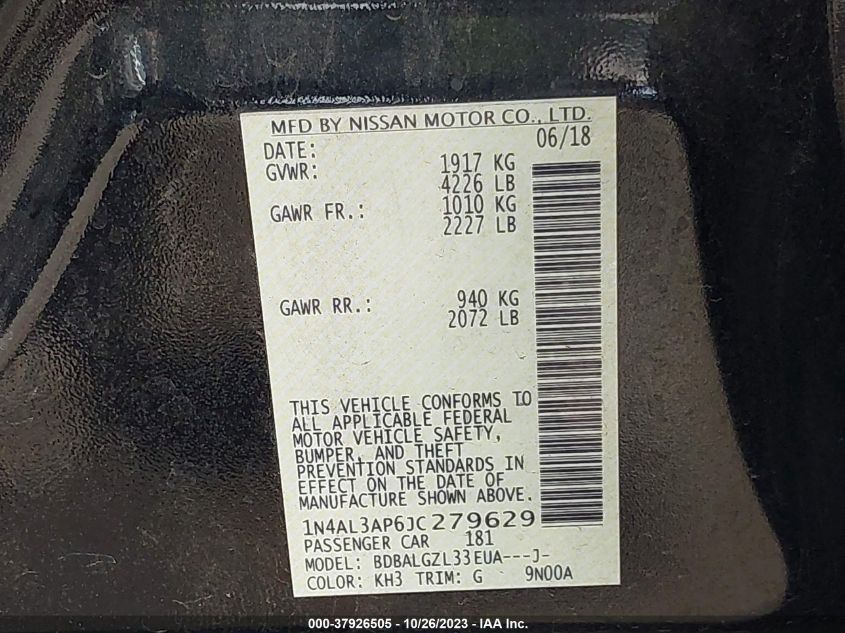 MFD BY NISSAN MOTOR CO., LTD.
DATE: 06/18
GVWR: 1917 KG
4226 LB
GAWR FR.: 1010 KG
2227 LB
GAWR RR.: 940 KG
2072 LB
THIS VEHICLE CONFORMS TO
ALL APPLICABLE FEDERAL
MOTOR VEHICLE SAFETY,
BUMPER, AND THEFT
PREVENTION STANDARDS IN
EFFECT ON THE DATE OF
MANUFACTURE SHOWN ABOVE.
1N4AL3AP6JC279629
PASSENGER CAR 181
MODEL: BDBALGZL33EUA---J-
COLOR: KH3 TRIM: G 9N00A
000-37926505 - 10/26/2023 - IAA Inc.